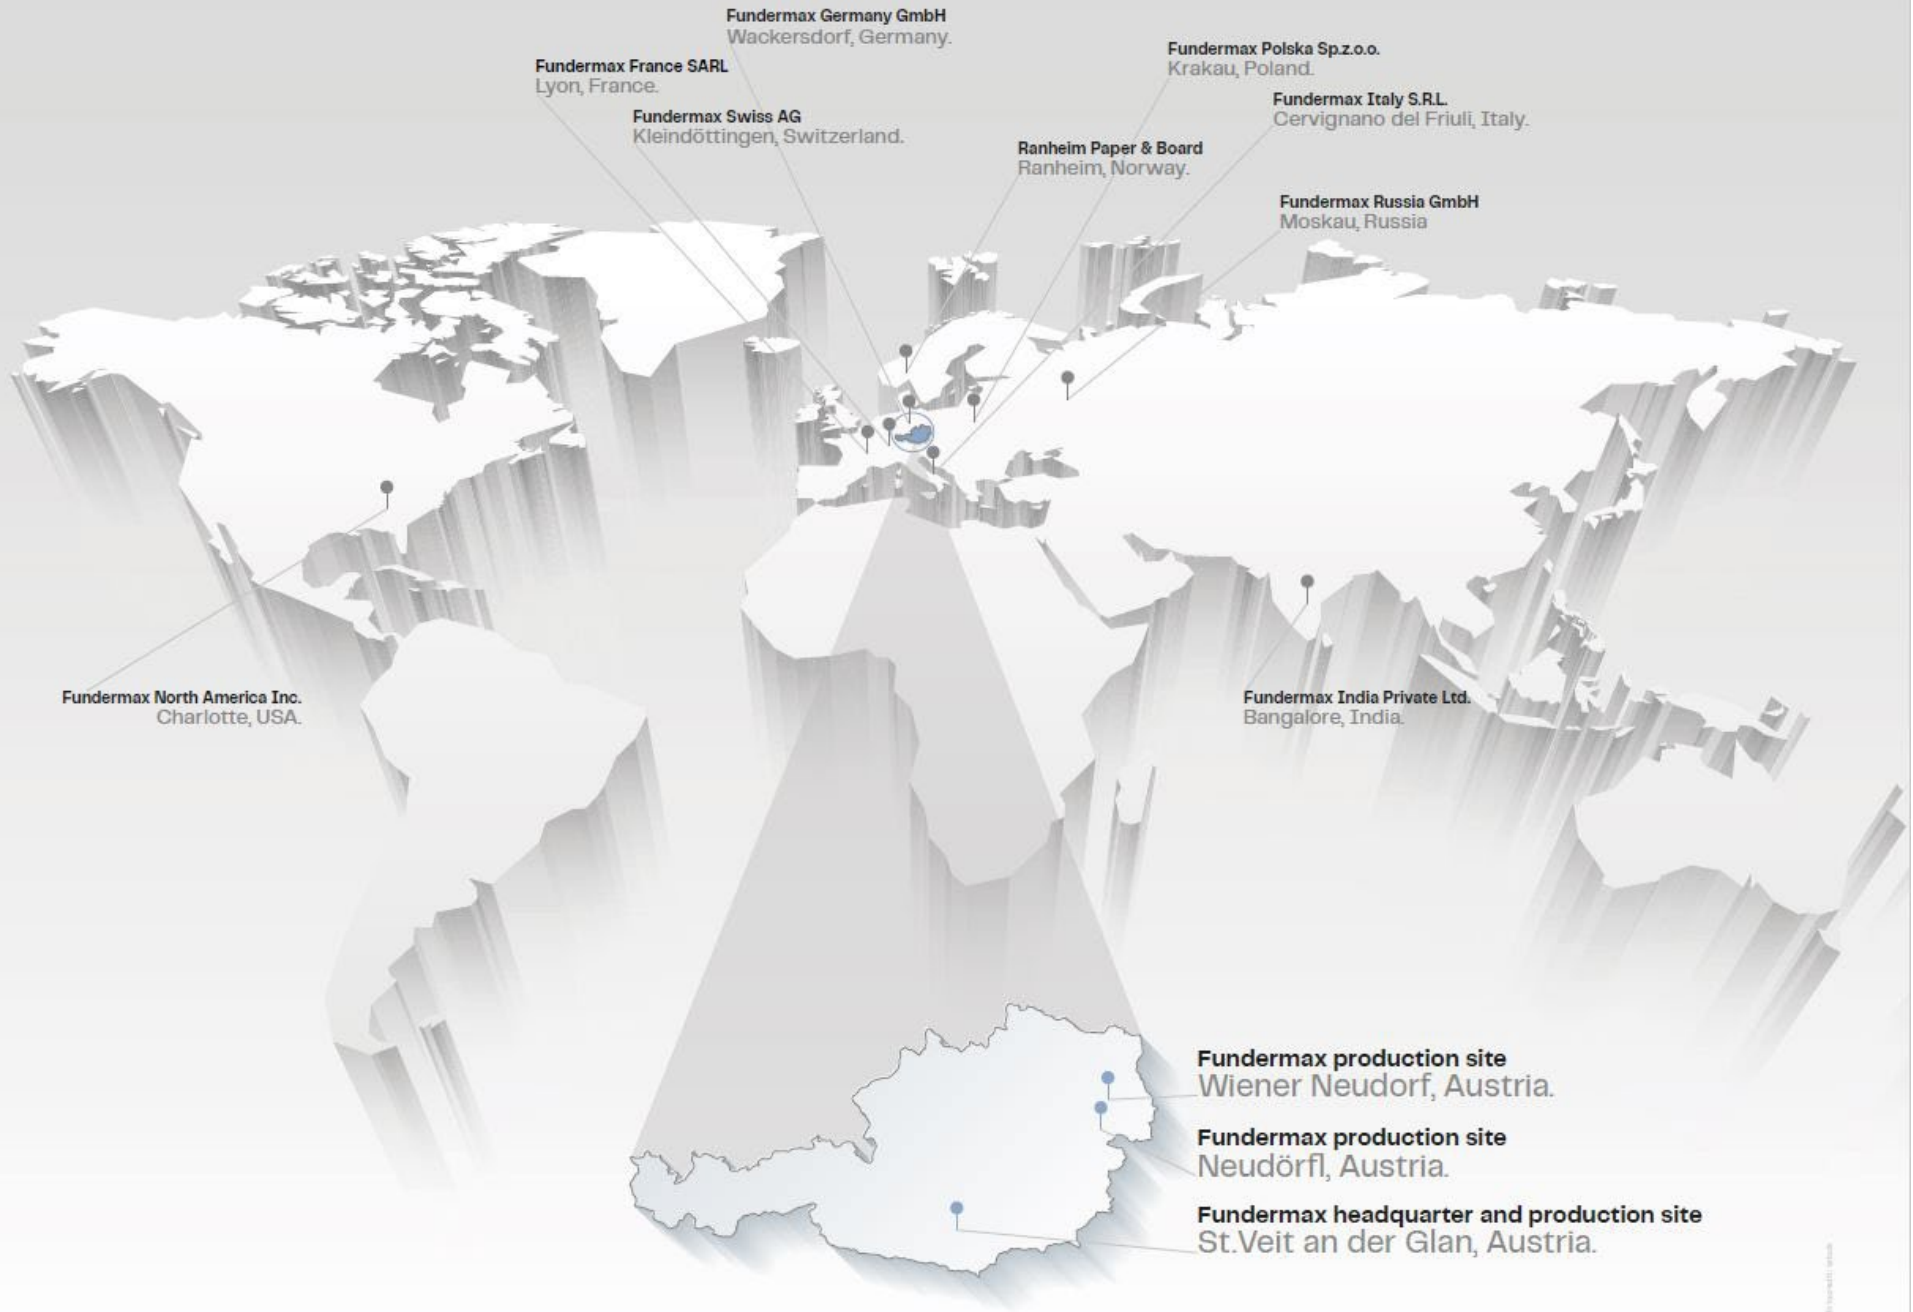 Fundermax Germany GmbH
Wackersdorf, Germany.
Fundermax France SARL
Lyon, France.
Fundermax Swiss AG
Kleindöttingen, Switzerland.
Fundermax Polska Sp.z.o.o.
Krakau, Poland.
Fundermax Italy S.R.L.
Cervignano del Friuli, Italy.
Ranheim Paper & Board
Ranheim, Norway.
Fundermax Russia GmbH
Moskau, Russia
Fundermax North America Inc.
Charlotte, USA.
Fundermax India Private Ltd.
Bangalore, India.
Fundermax production site
Wiener Neudorf, Austria.
Fundermax production site
Neudörfl, Austria.
Fundermax headquarter and production site
St.Veit an der Glan, Austria.